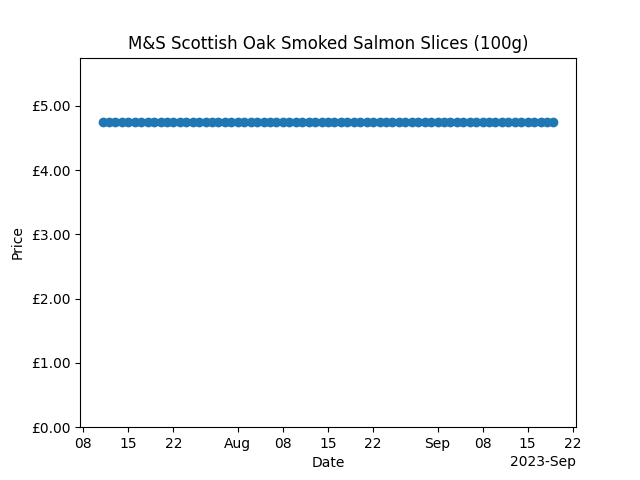 M&S Scottish Oak Smoked Salmon Slices (100g)
£5.00
£4.00
£3.00
£2.00
£1.00
£0.00
Price
08 15 22 Aug 08 15 22 Sep 08 15 22
Date
2023-Sep